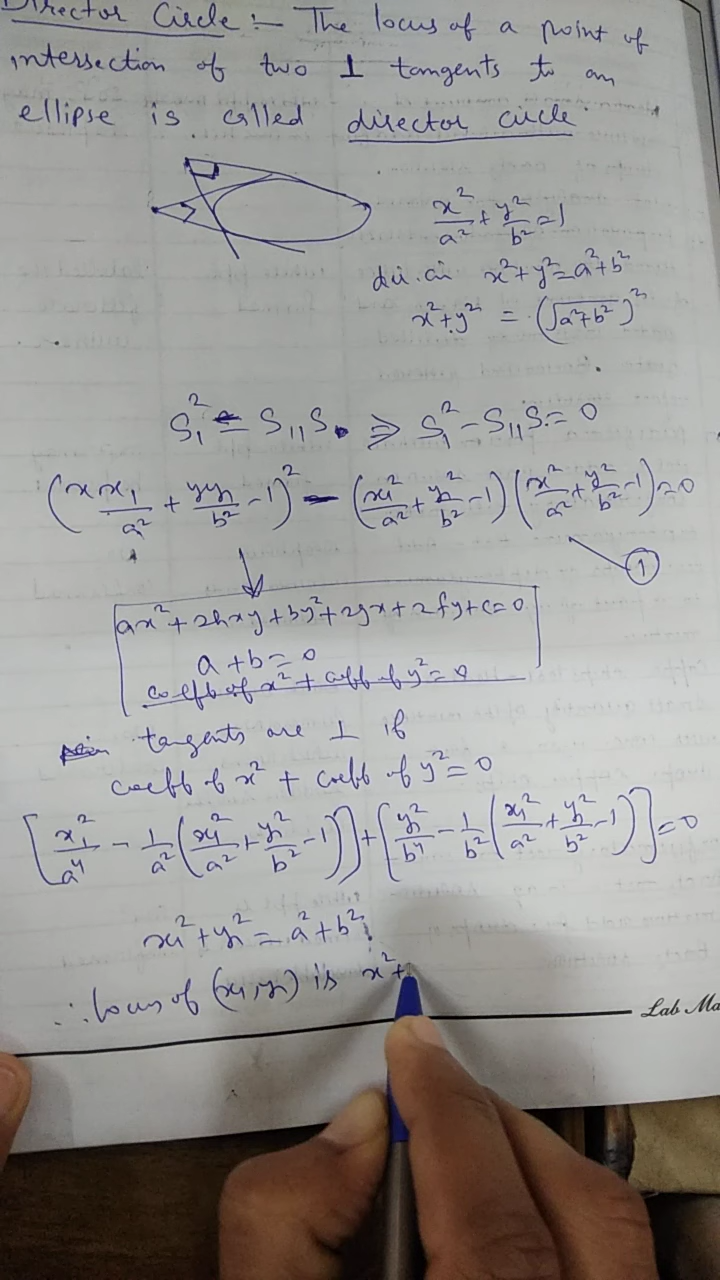 Director Circle :- The locus of a point of
intersection of two ⊥ tangents to an
ellipse is called director circle.
x²/a² + y²/b² = 1
dir. cir x²+y²=a²+b²
x²+y² = (√a²+b²)²
S₁² = S₁₁S. ⇒ S₁² - S₁₁S = 0
(xx₁/a² + yy₁/b² - 1)² - (x₁²/a² + y₁²/b² - 1)(x²/a² + y²/b² - 1) = 0
①
ax²+2hxy+by²+2gx+2fy+c=0
a+b=0
coefft of x² + coeff of y² = 0
tangents are ⊥ if
coeff of x² + coeff of y² = 0
[x₁²/a⁴ - 1/a²(x₁²/a² + y₁²/b² - 1)] + [y₁²/b⁴ - 1/b²(x₁²/a² + y₁²/b² - 1)] = 0
x₁² + y₁² = a² + b²
∴ locus of (x₁,y₁) is x²+
Lab Ma